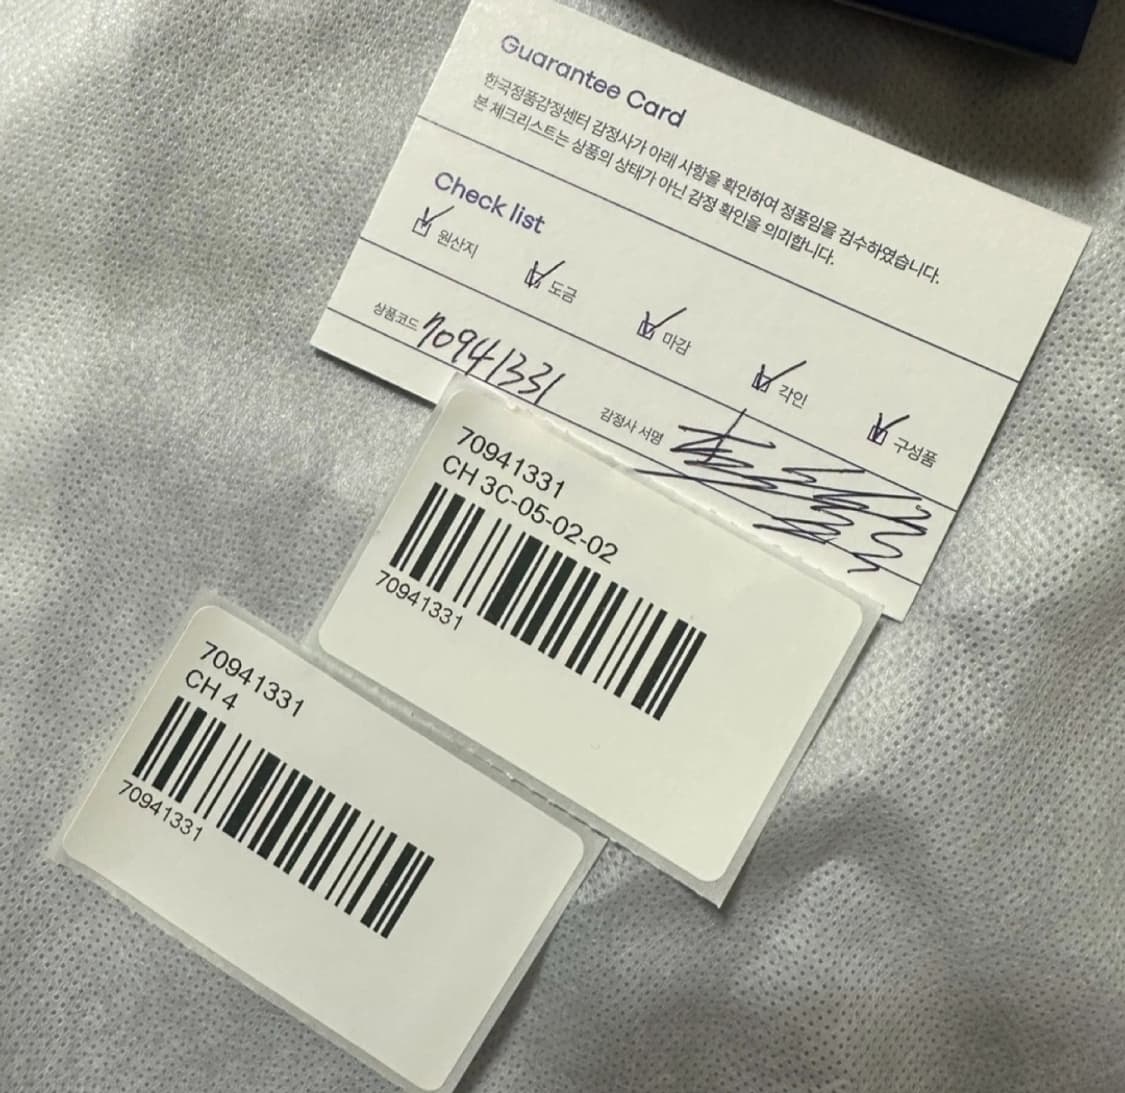 Guarantee Card
한국정품감정센터 감정사가 아래 사항을 확인하여 정품임을 검수하였습니다.
본 체크리스트는 상품의 상태가 아닌 감정 확인을 의미합니다.
Check list
원산지 도금 마감 각인 구성품
상품코드 70941331 감정사 서명
70941331
CH 3C-05-02-02
70941331
70941331
CH 4
70941331